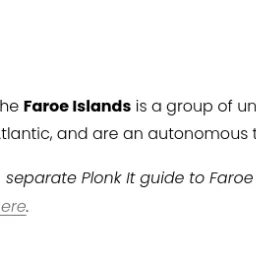 he Faroe Islands is a group of un
tlantic, and are an autonomous t
separate Plonk It guide to Faroe
ere.